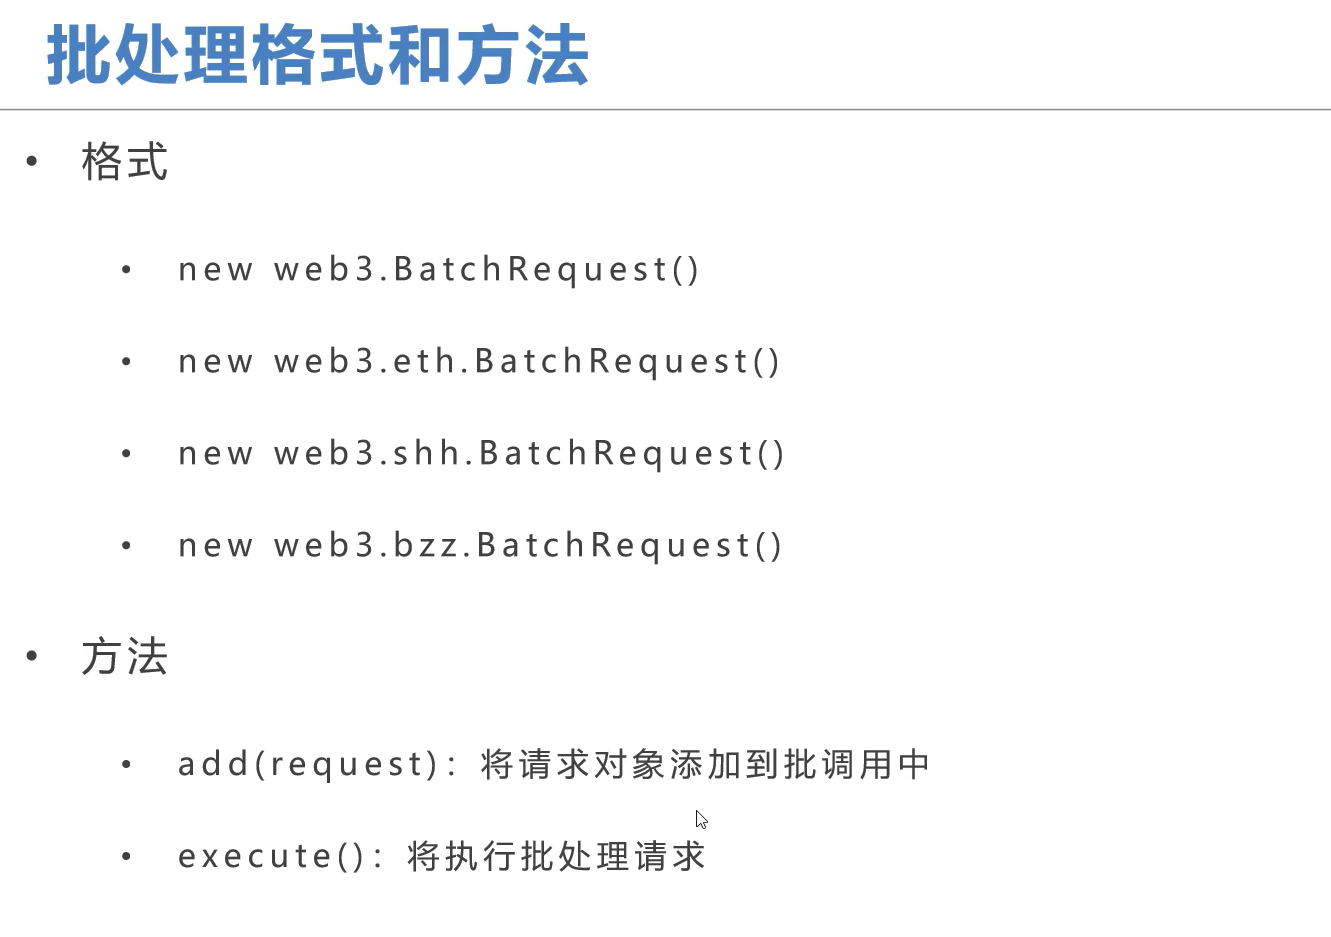 批处理格式和方法
• 格式
• new web3.BatchRequest()
• new web3.eth.BatchRequest()
• new web3.shh.BatchRequest()
• new web3.bzz.BatchRequest()
• 方法
• add(request)：将请求对象添加到批调用中
• execute()：将执行批处理请求